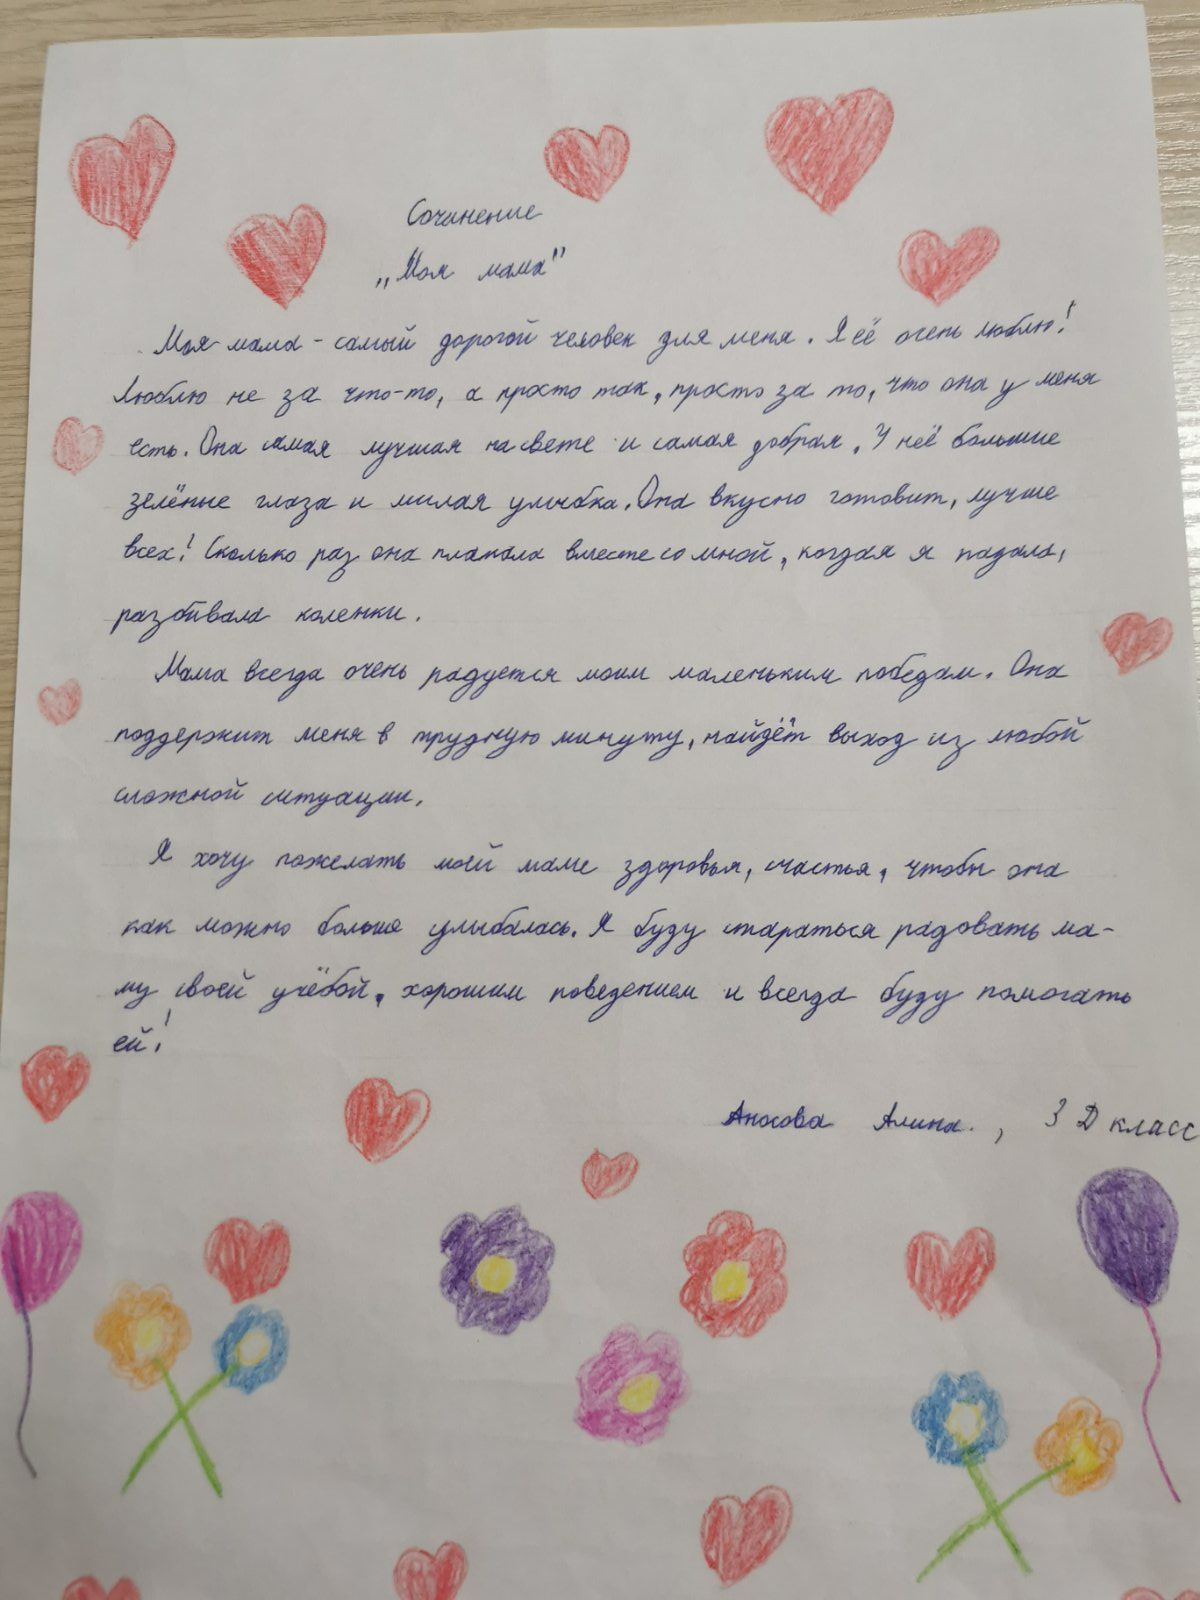 Сочинение
„Моя мама"
Моя мама - самый дорогой человек для меня. Я её очень люблю!
Люблю не за что-то, а просто так, просто за то, что она у меня
есть. Она самая лучшая на свете и самая добрая. У неё большие
зелёные глаза и милая улыбка. Она вкусно готовит, лучше
всех! Сколько раз она плакала вместе со мной, когда я падала,
разбивала коленки.
Мама всегда очень радуется моим маленьким победам. Она
поддержит меня в трудную минуту, найдёт выход из любой
сложной ситуации.
Я хочу пожелать моей маме здоровья, счастья, чтобы она
как можно больше улыбалась. Я буду стараться радовать ма-
му своей учёбой, хорошим поведением и всегда буду помогать
ей!
Аносова Алина., 3 Д класс